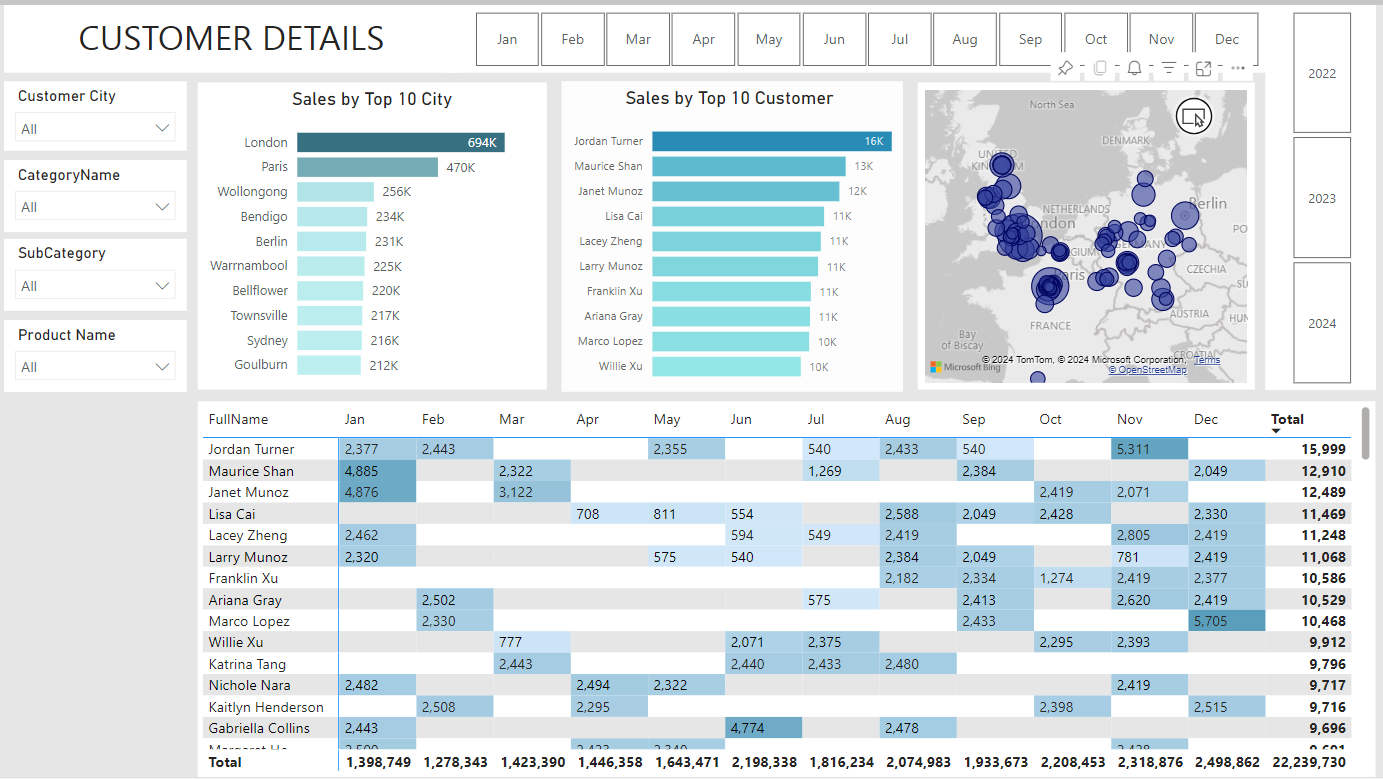 CUSTOMER DETAILS
Jan Feb Mar Apr May Jun Jul Aug Sep Oct Nov Dec
2022
2023
2024
Customer City
All
CategoryName
All
SubCategory
All
Product Name
All
Sales by Top 10 City
London 694K
Paris 470K
Wollongong 256K
Bendigo 234K
Berlin 231K
Warrnambool 225K
Bellflower 220K
Townsville 217K
Sydney 216K
Goulburn 212K
Sales by Top 10 Customer
Jordan Turner 16K
Maurice Shan 13K
Janet Munoz 12K
Lisa Cai 11K
Lacey Zheng 11K
Larry Munoz 11K
Franklin Xu 11K
Ariana Gray 11K
Marco Lopez 10K
Willie Xu 10K
North Sea
DENMARK
UNITED
KINGDOM
NETHERLANDS
Berlin
PO
GERMANY
CZECHIA
SL
FRANCE
AUSTRIA
HUN
Bay
of Biscay
CROATIA
© 2024 TomTom, © 2024 Microsoft Corporation, Terms
© OpenStreetMap
Microsoft Bing
FullName Jan Feb Mar Apr May Jun Jul Aug Sep Oct Nov Dec Total
Jordan Turner 2,377 2,443 2,355 540 2,433 540 5,311 15,999
Maurice Shan 4,885 2,322 1,269 2,384 2,049 12,910
Janet Munoz 4,876 3,122 2,419 2,071 12,489
Lisa Cai 708 811 554 2,588 2,049 2,428 2,330 11,469
Lacey Zheng 2,462 594 549 2,419 2,805 2,419 11,248
Larry Munoz 2,320 575 540 2,384 2,049 781 2,419 11,068
Franklin Xu 2,182 2,334 1,274 2,419 2,377 10,586
Ariana Gray 2,502 575 2,413 2,620 2,419 10,529
Marco Lopez 2,330 2,433 5,705 10,468
Willie Xu 777 2,071 2,375 2,295 2,393 9,912
Katrina Tang 2,443 2,440 2,433 2,480 9,796
Nichole Nara 2,482 2,494 2,322 2,419 9,717
Kaitlyn Henderson 2,508 2,295 2,398 2,515 9,716
Gabriella Collins 2,443 4,774 2,478 9,696
Total 1,398,749 1,278,343 1,423,390 1,446,358 1,643,471 2,198,338 1,816,234 2,074,983 1,933,673 2,208,453 2,318,876 2,498,862 22,239,730